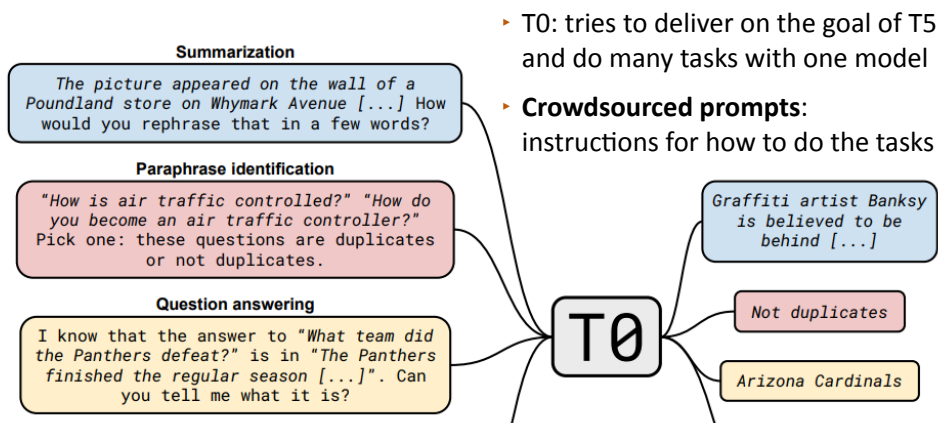 ▸ T0: tries to deliver on the goal of T5
and do many tasks with one model
▸ Crowdsourced prompts:
instructions for how to do the tasks
Summarization
The picture appeared on the wall of a
Poundland store on Whymark Avenue [...] How
would you rephrase that in a few words?
Paraphrase identification
“How is air traffic controlled?” “How do
you become an air traffic controller?”
Pick one: these questions are duplicates
or not duplicates.
Question answering
I know that the answer to “What team did
the Panthers defeat?” is in “The Panthers
finished the regular season [...]”. Can
you tell me what it is?
T0
Graffiti artist Banksy
is believed to be
behind [...]
Not duplicates
Arizona Cardinals